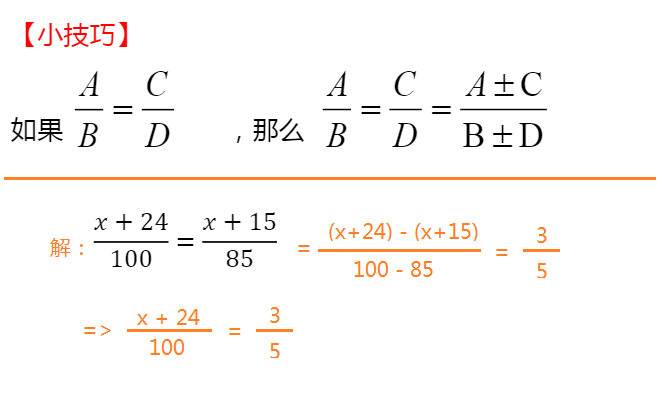 【小技巧】
如果 A/B = C/D ，那么 A/B = C/D = A±C/B±D
解：x + 24/100 = x + 15/85 = (x+24) - (x+15)/100 - 85 = 3/5
=> x + 24/100 = 3/5